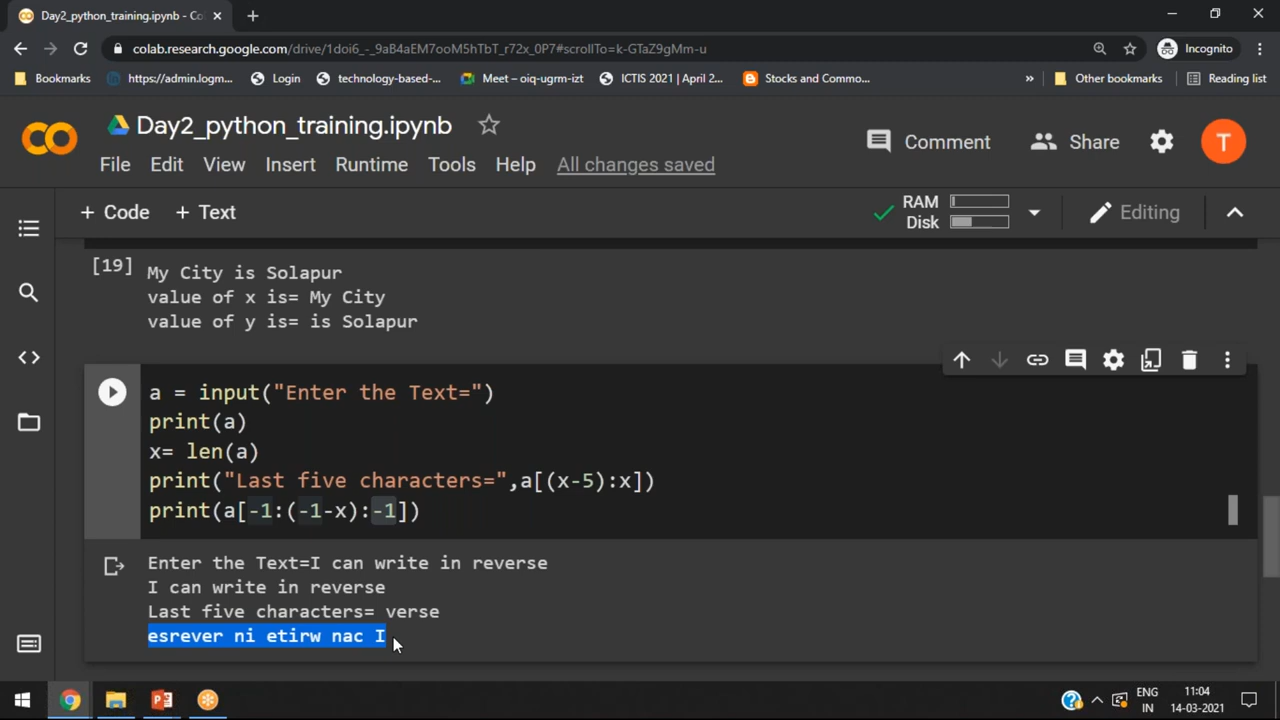 Day2_python_training.ipynb - Co
colab.research.google.com/drive/1doi6_-_9aB4aEM7ooM5hTbT_r72x_0P7#scrollTo=k-GTaZ9gMm-u
Incognito
Bookmarks
https://admin.logm...
Login
technology-based-...
Meet – oiq-ugrm-izt
ICTIS 2021 | April 2...
Stocks and Commo...
»
Other bookmarks
Reading list
Day2_python_training.ipynb
Comment
Share
T
File Edit View Insert Runtime Tools Help All changes saved
+ Code + Text
RAM
Disk
Editing
[19]
My City is Solapur
value of x is= My City
value of y is= is Solapur
a = input("Enter the Text=")
print(a)
x= len(a)
print("Last five characters=",a[(x-5):x])
print(a[-1:(-1-x):-1])
Enter the Text=I can write in reverse
I can write in reverse
Last five characters= verse
esrever ni etirw nac I
ENG
IN
11:04
14-03-2021